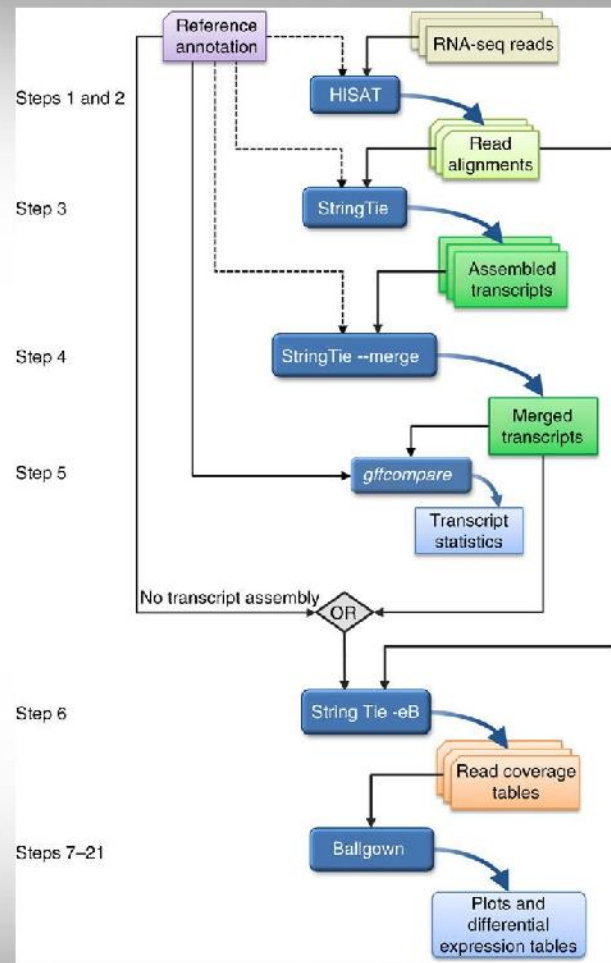 Reference
annotation
RNA-seq reads
Steps 1 and 2
HISAT
Read
alignments
Step 3
StringTie
Assembled
transcripts
Step 4
StringTie --merge
Merged
transcripts
Step 5
gffcompare
Transcript
statistics
No transcript assembly
OR
Step 6
String Tie -eB
Read coverage
tables
Steps 7–21
Ballgown
Plots and
differential
expression tables